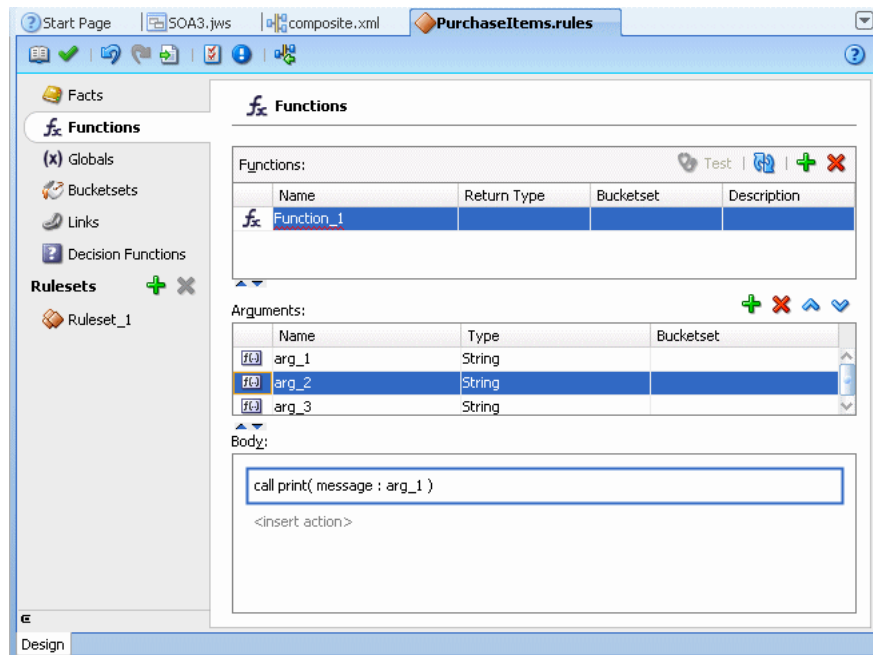 Start Page SOA3.jws composite.xml PurchaseItems.rules
Facts
Functions
(x) Globals
Bucketsets
Links
Decision Functions
Rulesets
Ruleset_1
fx Functions
Functions: Test
Name Return Type Bucketset Description
fx Function_1
Arguments:
Name Type Bucketset
f(.) arg_1 String
f(.) arg_2 String
f(.) arg_3 String
Body:
call print( message : arg_1 )
<insert action>
Design